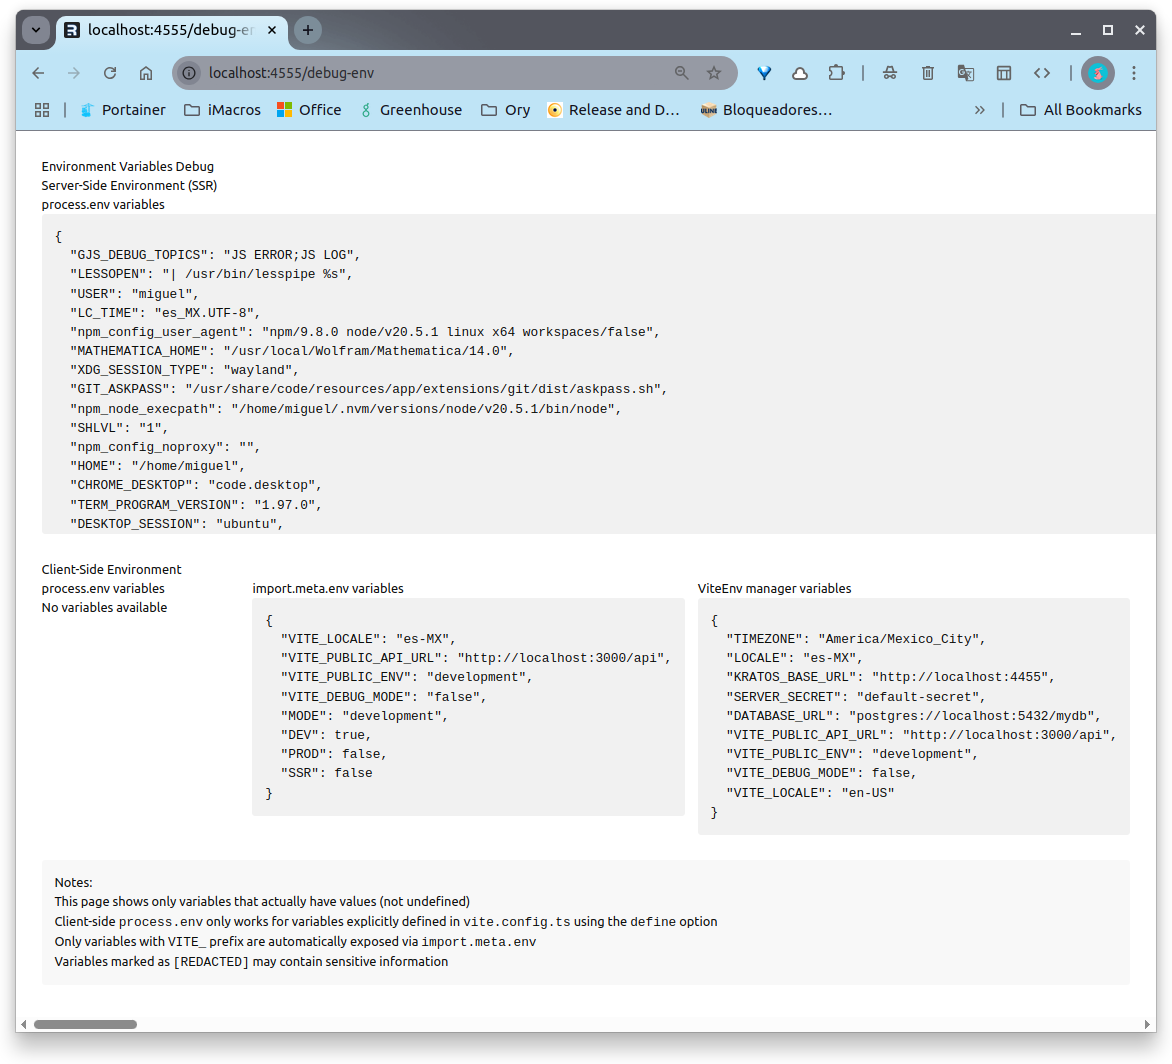 localhost:4555/debug-en
localhost:4555/debug-env
Portainer
iMacros
Office
Greenhouse
Ory
Release and D…
ULINE
Bloqueadores…
»
All Bookmarks
Environment Variables Debug
Server-Side Environment (SSR)
process.env variables
{
"GJS_DEBUG_TOPICS": "JS ERROR;JS LOG",
"LESSOPEN": "| /usr/bin/lesspipe %s",
"USER": "miguel",
"LC_TIME": "es_MX.UTF-8",
"npm_config_user_agent": "npm/9.8.0 node/v20.5.1 linux x64 workspaces/false",
"MATHEMATICA_HOME": "/usr/local/Wolfram/Mathematica/14.0",
"XDG_SESSION_TYPE": "wayland",
"GIT_ASKPASS": "/usr/share/code/resources/app/extensions/git/dist/askpass.sh",
"npm_node_execpath": "/home/miguel/.nvm/versions/node/v20.5.1/bin/node",
"SHLVL": "1",
"npm_config_noproxy": "",
"HOME": "/home/miguel",
"CHROME_DESKTOP": "code.desktop",
"TERM_PROGRAM_VERSION": "1.97.0",
"DESKTOP_SESSION": "ubuntu",
Client-Side Environment
process.env variables
No variables available
import.meta.env variables
{
"VITE_LOCALE": "es-MX",
"VITE_PUBLIC_API_URL": "http://localhost:3000/api",
"VITE_PUBLIC_ENV": "development",
"VITE_DEBUG_MODE": "false",
"MODE": "development",
"DEV": true,
"PROD": false,
"SSR": false
}
ViteEnv manager variables
{
"TIMEZONE": "America/Mexico_City",
"LOCALE": "es-MX",
"KRATOS_BASE_URL": "http://localhost:4455",
"SERVER_SECRET": "default-secret",
"DATABASE_URL": "postgres://localhost:5432/mydb",
"VITE_PUBLIC_API_URL": "http://localhost:3000/api",
"VITE_PUBLIC_ENV": "development",
"VITE_DEBUG_MODE": false,
"VITE_LOCALE": "en-US"
}
Notes:
This page shows only variables that actually have values (not undefined)
Client-side process.env only works for variables explicitly defined in vite.config.ts using the define option
Only variables with VITE_ prefix are automatically exposed via import.meta.env
Variables marked as [REDACTED] may contain sensitive information